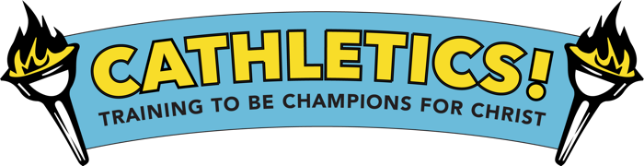 CATHLETICS!
TRAINING TO BE CHAMPIONS FOR CHRIST